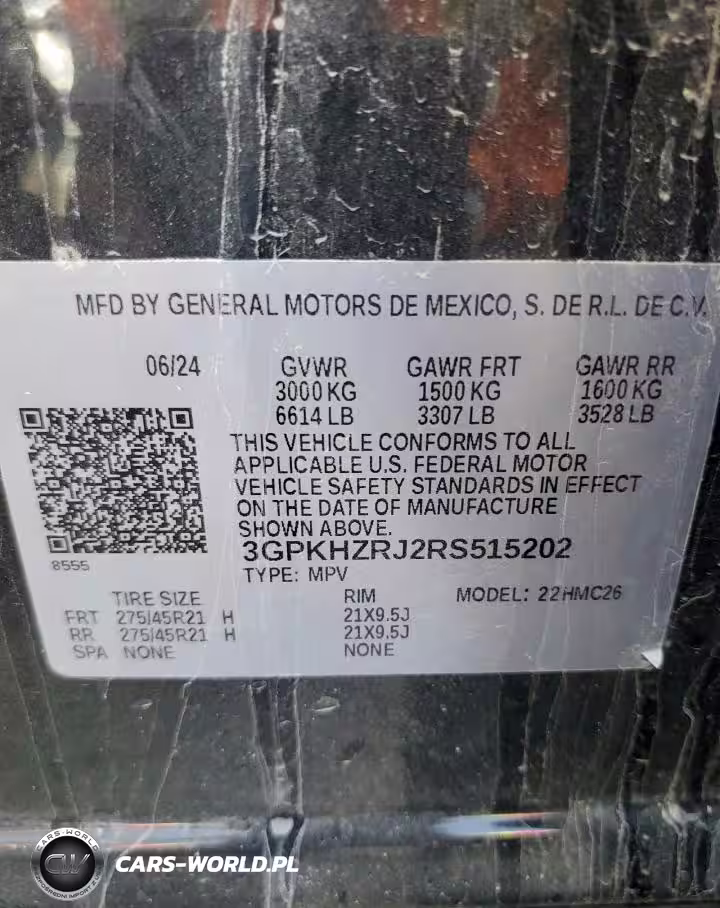 MFD BY GENERAL MOTORS DE MEXICO, S. DE R.L. DE C.V.
06/24 GVWR GAWR FRT GAWR RR
3000 KG 1500 KG 1600 KG
6614 LB 3307 LB 3528 LB
THIS VEHICLE CONFORMS TO ALL
APPLICABLE U.S. FEDERAL MOTOR
VEHICLE SAFETY STANDARDS IN EFFECT
ON THE DATE OF MANUFACTURE
SHOWN ABOVE.
3GPKHZRJ2RS515202
8555
TYPE: MPV
TIRE SIZE RIM MODEL: 22HMC26
FRT 275/45R21 H 21X9.5J
RR 275/45R21 H 21X9.5J
SPA NONE NONE
CARS-WORLD
CW
CARS-WORLD.PL